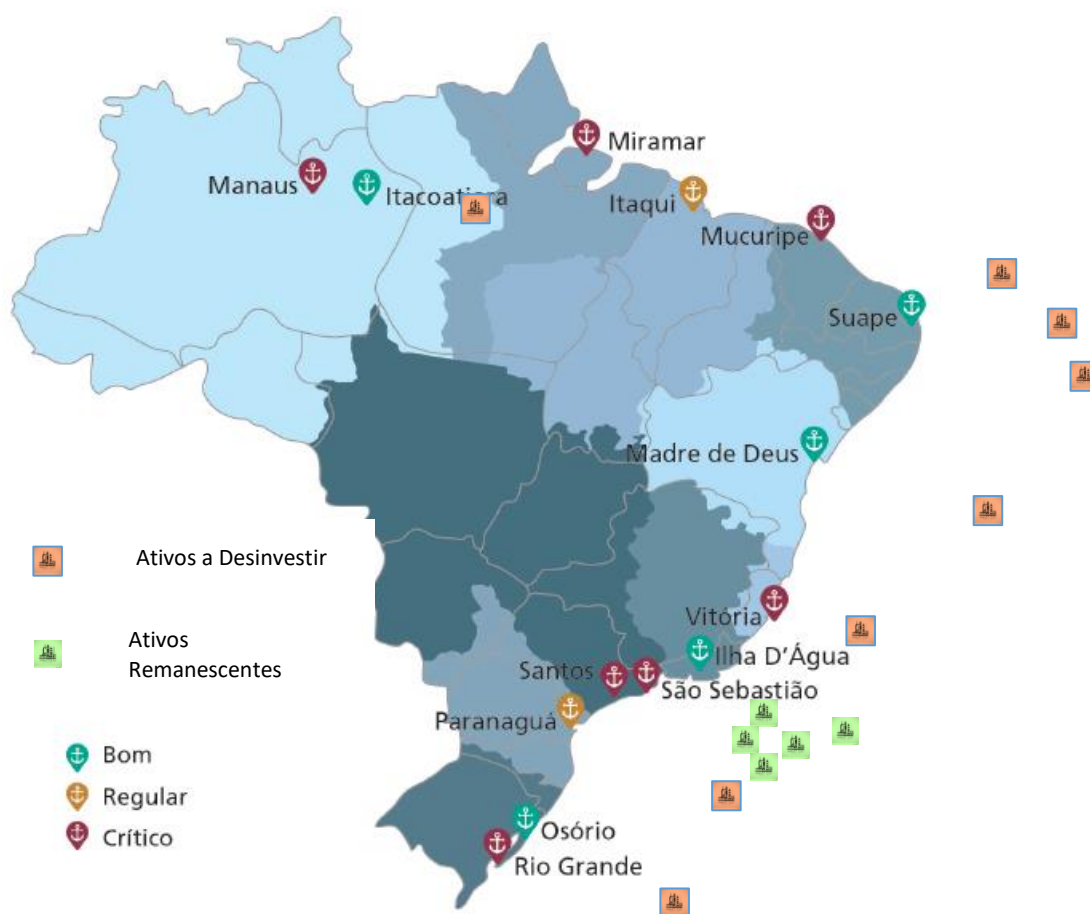 Miramar
Manaus
Itacoatiara
Itaqui
Mucuripe
Suape
Madre de Deus
Ativos a Desinvestir
Vitória
Ativos
Remanescentes
Ilha D'Água
Santos
São Sebastião
Paranaguá
Bom
Regular
Crítico
Osório
Rio Grande